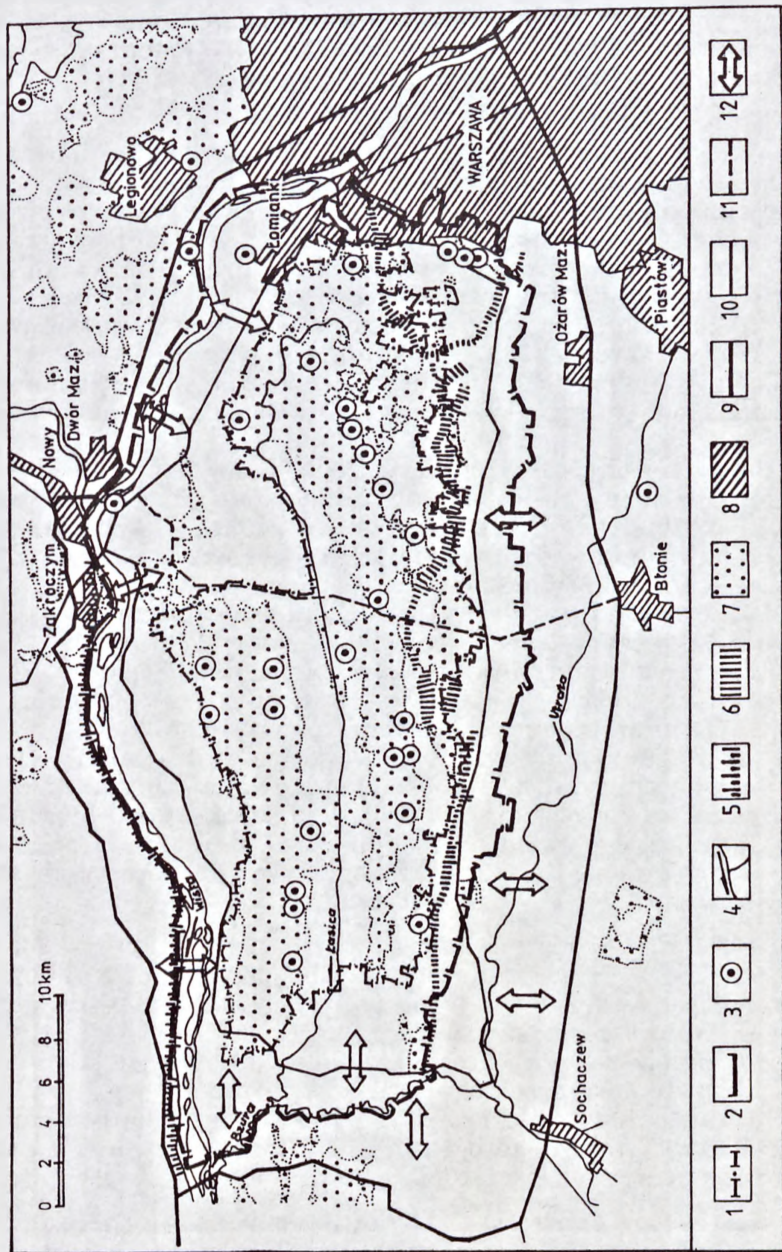 0 2 4 6 8 10km
Zakroczym
Nowy
Dwór Maz.
Legionowo
Łomianki
WARSZAWA
Wisła
Bzura
Łasica
Utrata
Ożarów Maz.
Piastów
Błonie
Sochaczew
1
2
3
4
5
6
7
8
9
10
11
12